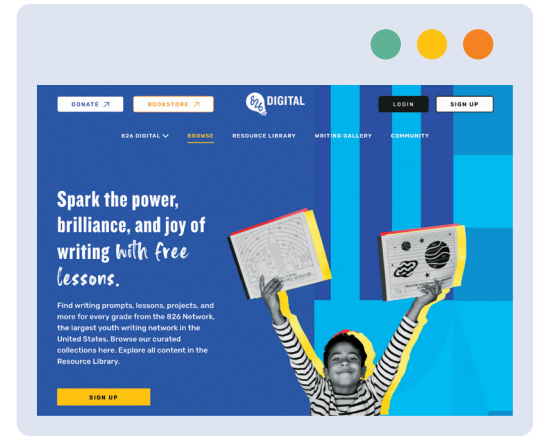 DONATE ↗
BOOKSTORE ↗
826 DIGITAL
LOGIN
SIGN UP
826 DIGITAL
BROWSE
RESOURCE LIBRARY
WRITING GALLERY
COMMUNITY
Spark the power,
brilliance, and joy of
writing with free
lessons.
Find writing prompts, lessons, projects, and
more for every grade from the 826 Network,
the largest youth writing network in the
United States. Browse our curated
collections here. Explore all content in the
Resource Library.
SIGN UP